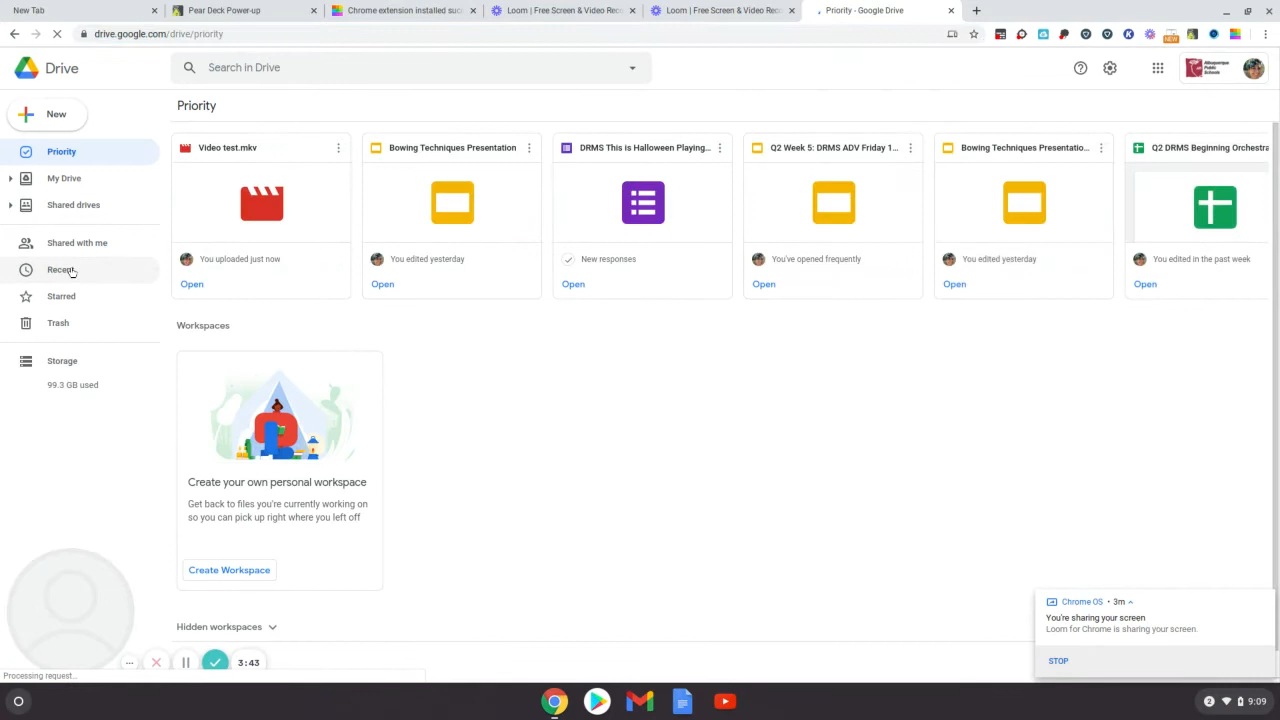 New Tab
Pear Deck Power-up
Chrome extension installed suc
Loom | Free Screen & Video Rec
Loom | Free Screen & Video Rec
Priority - Google Drive
drive.google.com/drive/priority
NEW
Drive
Search in Drive
Albuquerque
Public
Schools
New
Priority
Priority
My Drive
Shared drives
Shared with me
Recent
Starred
Trash
Storage
99.3 GB used
Video test.mkv
You uploaded just now
Open
Bowing Techniques Presentation
You edited yesterday
Open
DRMS This is Halloween Playing...
New responses
Open
Q2 Week 5: DRMS ADV Friday 1...
You've opened frequently
Open
Bowing Techniques Presentatio...
You edited yesterday
Open
Q2 DRMS Beginning Orchestra
You edited in the past week
Open
Workspaces
Create your own personal workspace
Get back to files you're currently working on
so you can pick up right where you left off
Create Workspace
Hidden workspaces
Chrome OS • 3m
You're sharing your screen
Loom for Chrome is sharing your screen.
STOP
3:43
Processing request...
2
9:09